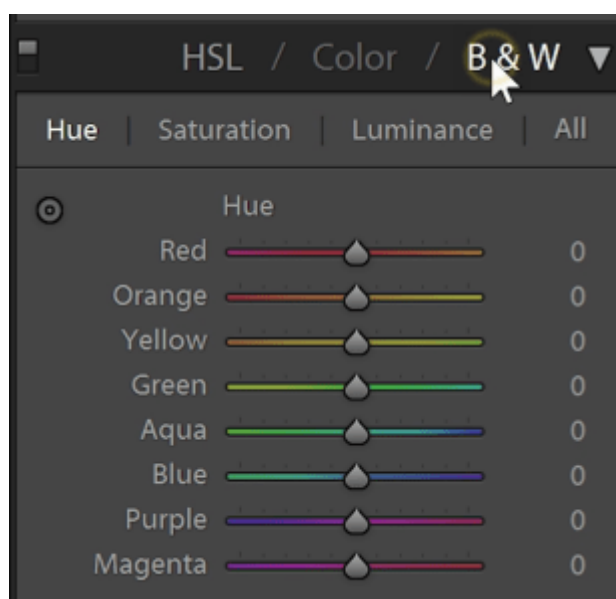 HSL / Color / B & W
Hue | Saturation | Luminance | All
Hue
Red 0
Orange 0
Yellow 0
Green 0
Aqua 0
Blue 0
Purple 0
Magenta 0